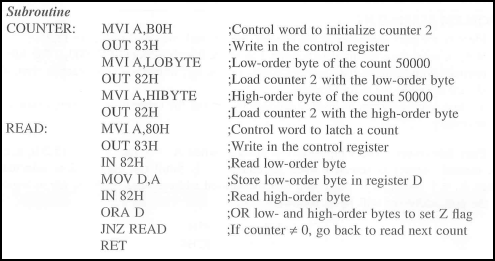 Subroutine
COUNTER: MVI A,B0H ;Control word to initialize counter 2
OUT 83H ;Write in the control register
MVI A,LOBYTE ;Low-order byte of the count 50000
OUT 82H ;Load counter 2 with the low-order byte
MVI A,HIBYTE ;High-order byte of the count 50000
OUT 82H ;Load counter 2 with the high-order byte
READ: MVI A,80H ;Control word to latch a count
OUT 83H ;Write in the control register
IN 82H ;Read low-order byte
MOV D,A ;Store low-order byte in register D
IN 82H ;Read high-order byte
ORA D ;OR low- and high-order bytes to set Z flag
JNZ READ ;If counter ≠ 0, go back to read next count
RET